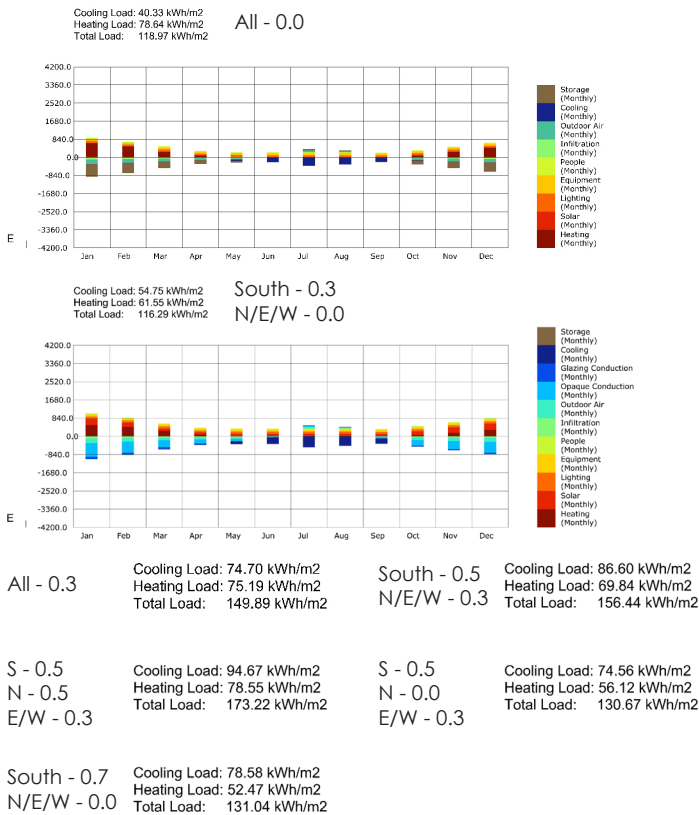 Cooling Load: 40.33 kWh/m2
Heating Load: 78.64 kWh/m2
Total Load: 118.97 kWh/m2
All - 0.0
4200.0
3360.0
2520.0
1680.0
840.0
0.0
-840.0
-1680.0
-2520.0
-3360.0
-4200.0
E
Jan Feb Mar Apr May Jun Jul Aug Sep Oct Nov Dec
Storage
(Monthly)
Cooling
(Monthly)
Outdoor Air
(Monthly)
Infiltration
(Monthly)
People
(Monthly)
Equipment
(Monthly)
Lighting
(Monthly)
Solar
(Monthly)
Heating
(Monthly)
Cooling Load: 54.75 kWh/m2
Heating Load: 61.55 kWh/m2
Total Load: 116.29 kWh/m2
South - 0.3
N/E/W - 0.0
4200.0
3360.0
2520.0
1680.0
840.0
0.0
-840.0
-1680.0
-2520.0
-3360.0
-4200.0
E
Jan Feb Mar Apr May Jun Jul Aug Sep Oct Nov Dec
Storage
(Monthly)
Cooling
(Monthly)
Glazing Conduction
(Monthly)
Opaque Conduction
(Monthly)
Outdoor Air
(Monthly)
Infiltration
(Monthly)
People
(Monthly)
Equipment
(Monthly)
Lighting
(Monthly)
Solar
(Monthly)
Heating
(Monthly)
All - 0.3
Cooling Load: 74.70 kWh/m2
Heating Load: 75.19 kWh/m2
Total Load: 149.89 kWh/m2
South - 0.5
N/E/W - 0.3
Cooling Load: 86.60 kWh/m2
Heating Load: 69.84 kWh/m2
Total Load: 156.44 kWh/m2
S - 0.5
N - 0.5
E/W - 0.3
Cooling Load: 94.67 kWh/m2
Heating Load: 78.55 kWh/m2
Total Load: 173.22 kWh/m2
S - 0.5
N - 0.0
E/W - 0.3
Cooling Load: 74.56 kWh/m2
Heating Load: 56.12 kWh/m2
Total Load: 130.67 kWh/m2
South - 0.7
N/E/W - 0.0
Cooling Load: 78.58 kWh/m2
Heating Load: 52.47 kWh/m2
Total Load: 131.04 kWh/m2